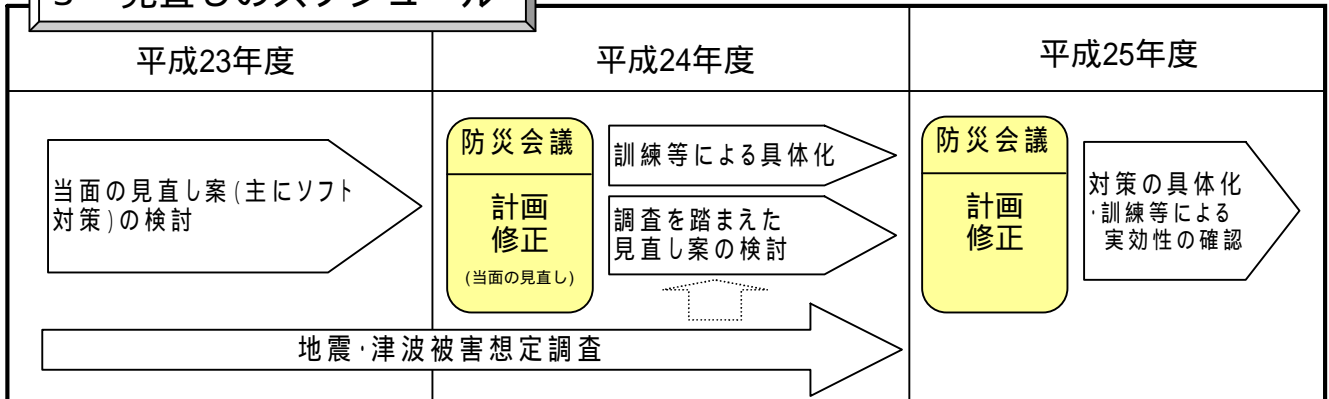 3 見直しのスケジュール
平成23年度
平成24年度
平成25年度
当面の見直し案(主にソフト
対策)の検討
防災会議
計画
修正
(当面の見直し)
訓練等による具体化
調査を踏まえた
見直し案の検討
防災会議
計画
修正
対策の具体化
・訓練等による
実効性の確認
地震・津波被害想定調査